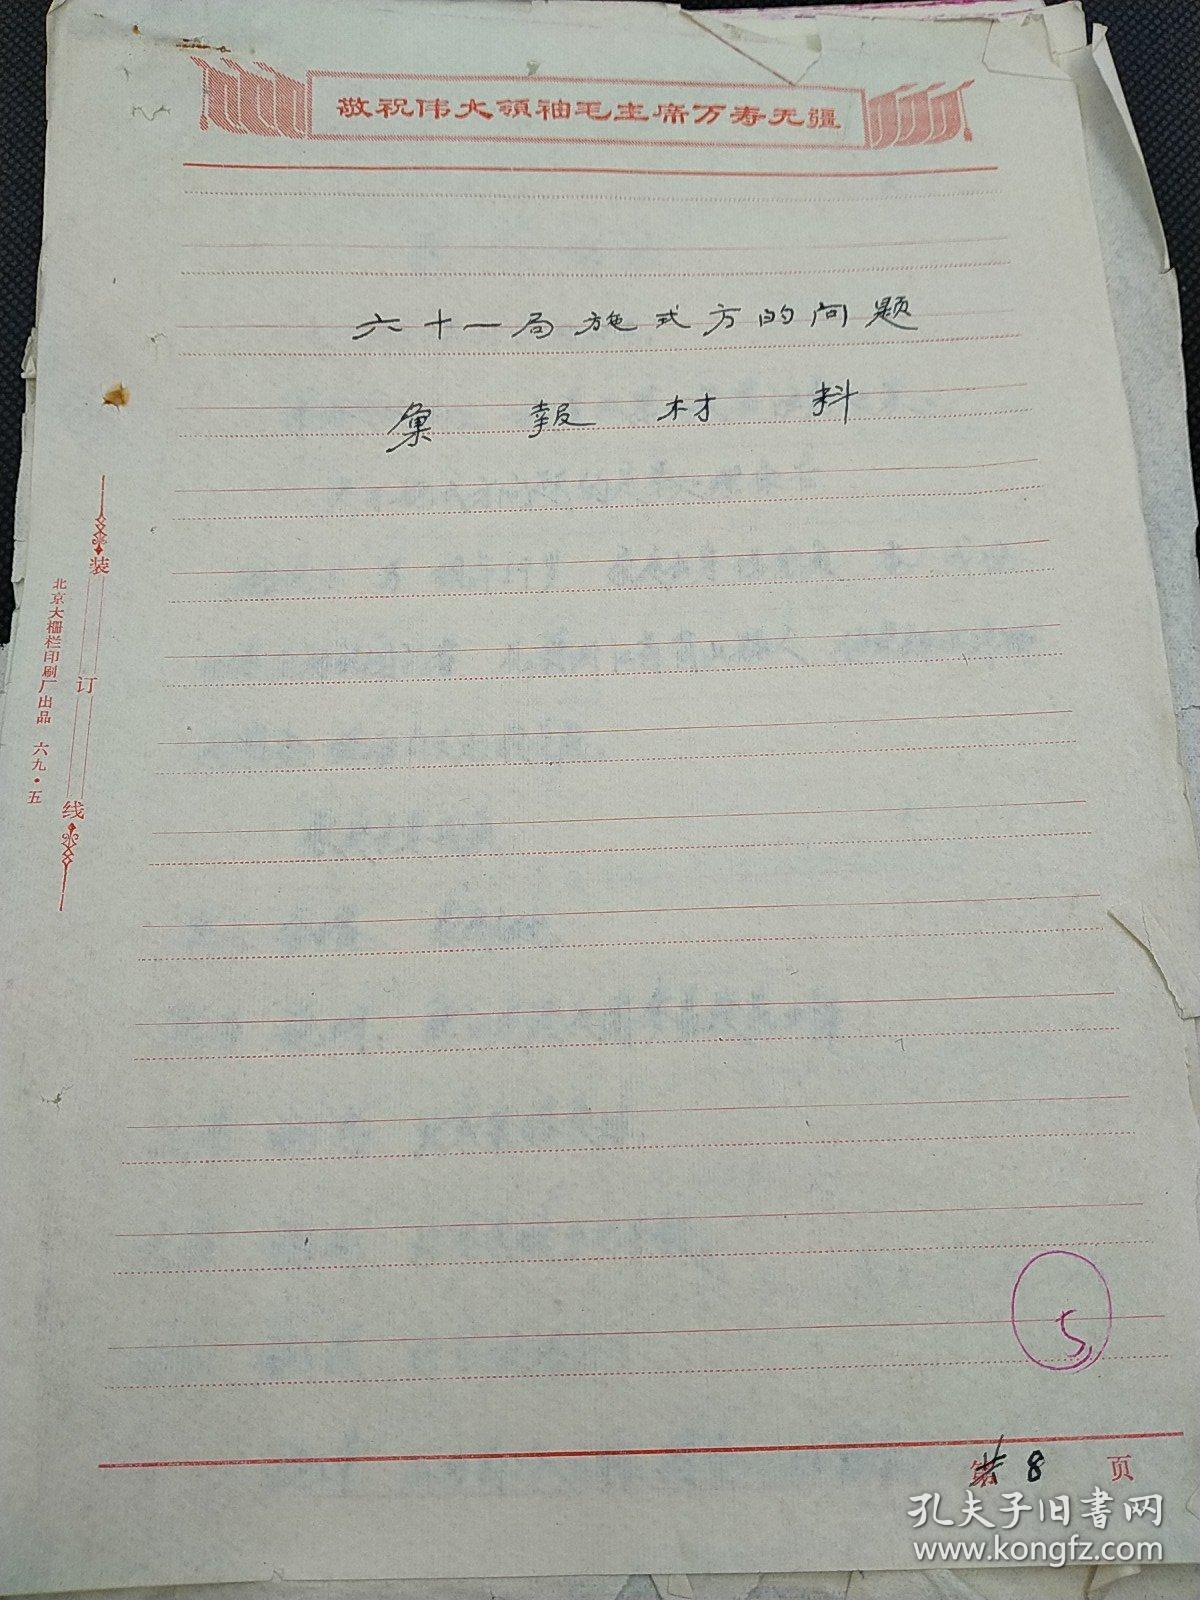 敬祝伟大领袖毛主席万寿无疆
六十一局施式方的问题
彙報材料
装订线
北京大栅栏印刷厂出品 六九·五
5
共8页
孔夫子旧书网
www.kongfz.com